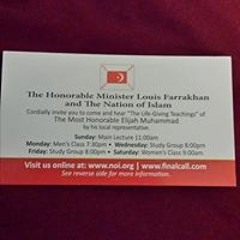 The Honorable Minister Louis Farrakhan
and The Nation of Islam
Cordially invite you to come and hear "The Life-Giving Teachings" of
The Most Honorable Elijah Muhammad
by his local representative.
Sunday: Main Lecture 11:00am
Monday: Men's Class 7:30pm • Wednesday: Study Group 8:00pm
Friday: Study Group 8:00pm • Saturday: Women's Class 9:00am
Visit us online at: www.noi.org | www.finalcall.com
See reverse side for more information.